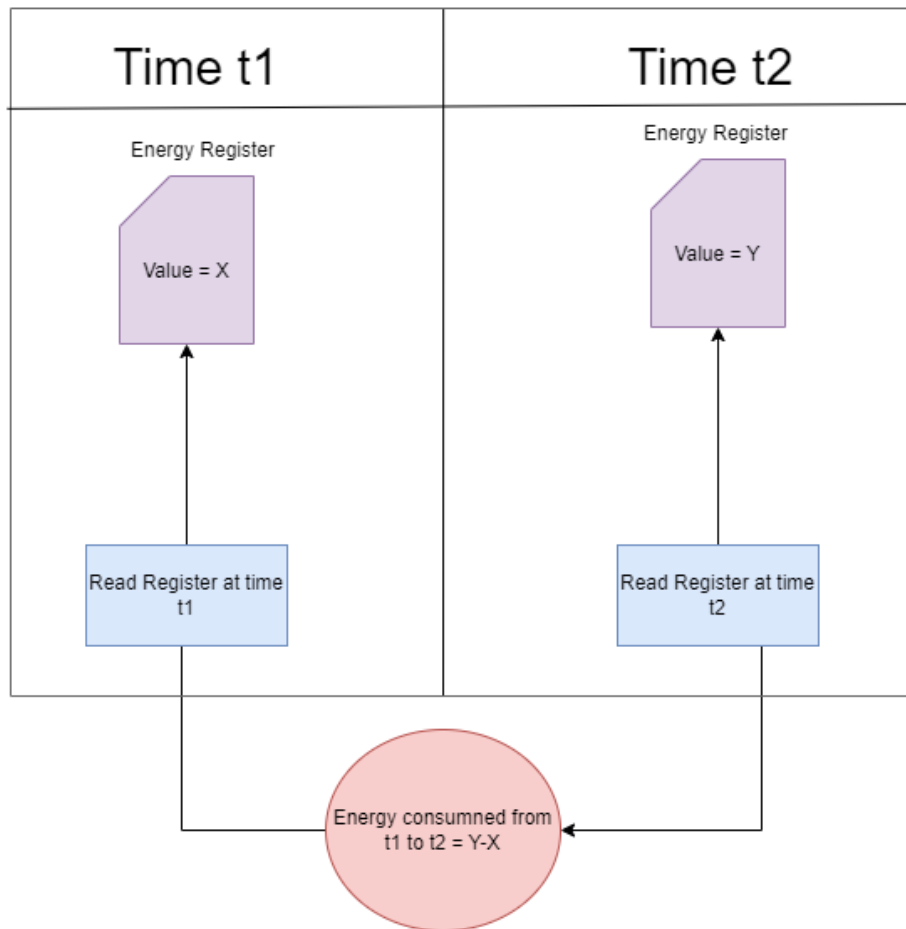 Time t1
Time t2
Energy Register
Energy Register
Value = X
Value = Y
Read Register at time
t1
Read Register at time
t2
Energy consumned from
t1 to t2 = Y-X